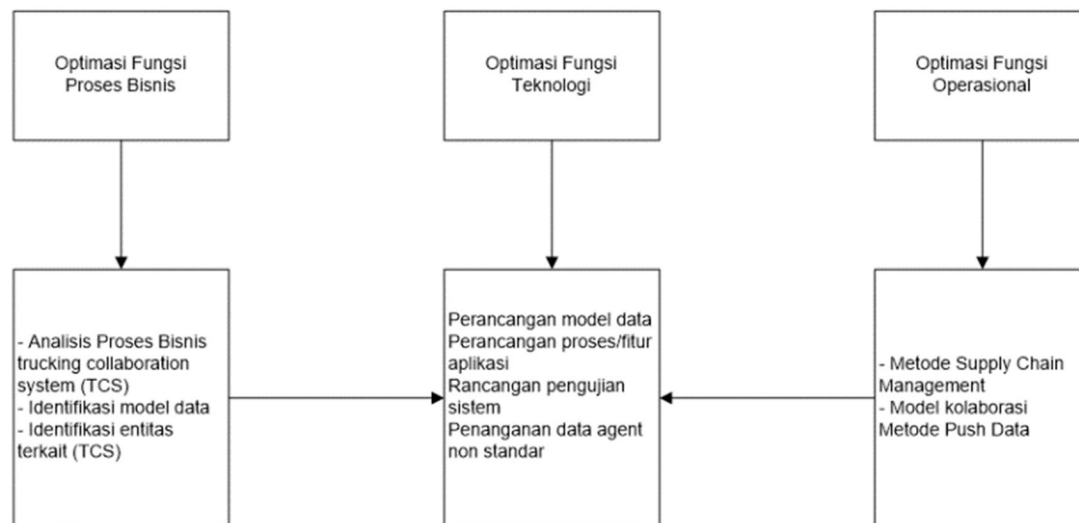 Optimasi Fungsi
Proses Bisnis
Optimasi Fungsi
Teknologi
Optimasi Fungsi
Operasional
- Analisis Proses Bisnis
trucking collaboration
system (TCS)
- Identifikasi model data
- Identifikasi entitas
terkait (TCS)
Perancangan model data
Perancangan proses/fitur
aplikasi
Rancangan pengujian
sistem
Penanganan data agent
non standar
- Metode Supply Chain
Management
- Model kolaborasi
Metode Push Data